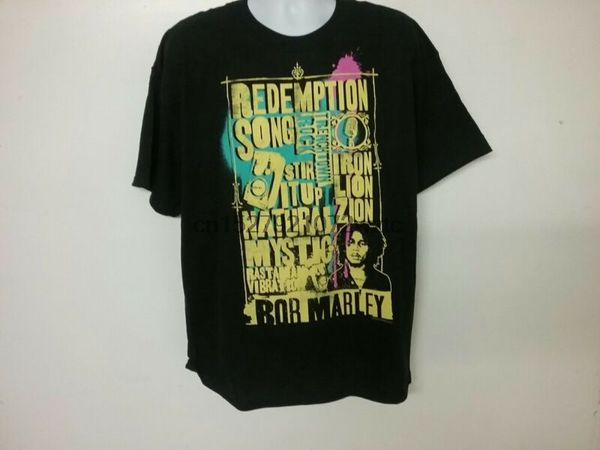 REDEMPTION
SONG
TRENCHTOWN
ROCK
STIR
IT UP
IRON
LION
ZION
NATURAL
MYSTIC
RASTAMAN
VIBRATION
BOB MARLEY